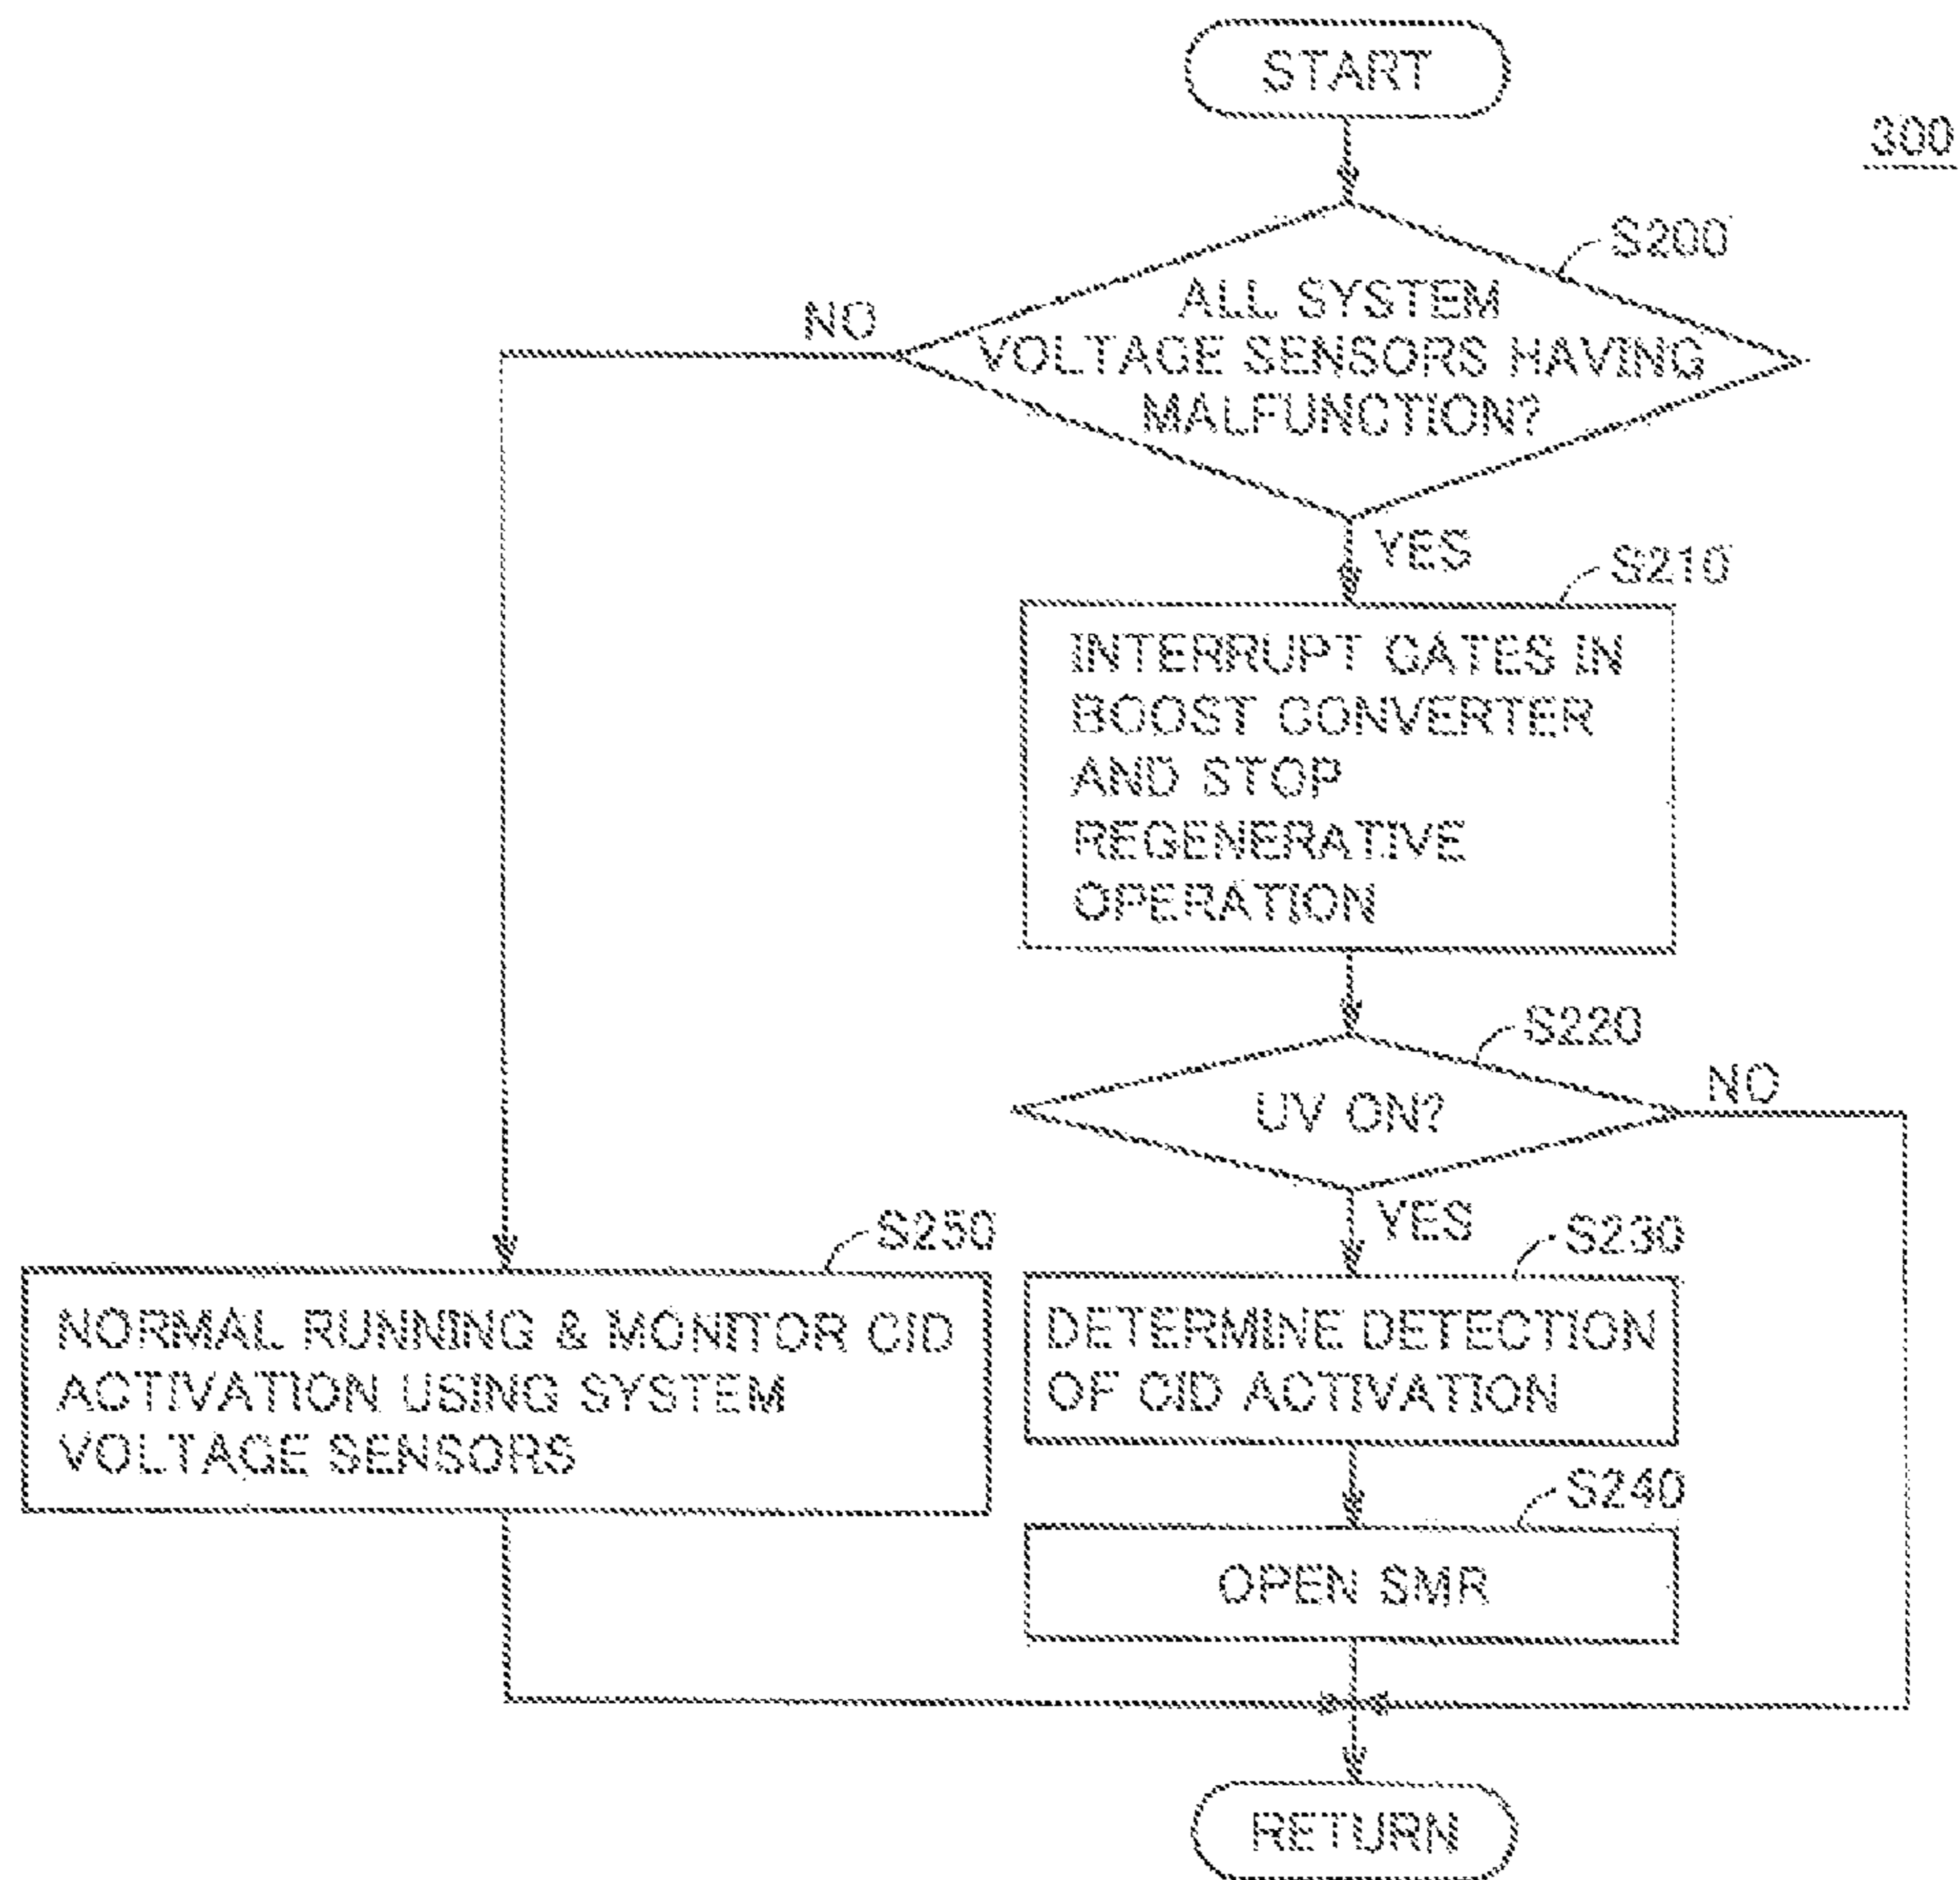 START
300
S200
ALL SYSTEM
VOLTAGE SENSORS HAVING
MALFUNCTION?
NO
YES
S210
INTERRUPT GATES IN
BOOST CONVERTER
AND STOP
REGENERATIVE
OPERATION
S220
UV ON?
NO
YES
S250
NORMAL RUNNING & MONITOR CID
ACTIVATION USING SYSTEM
VOLTAGE SENSORS
S230
DETERMINE DETECTION
OF CID ACTIVATION
S240
OPEN SMR
RETURN